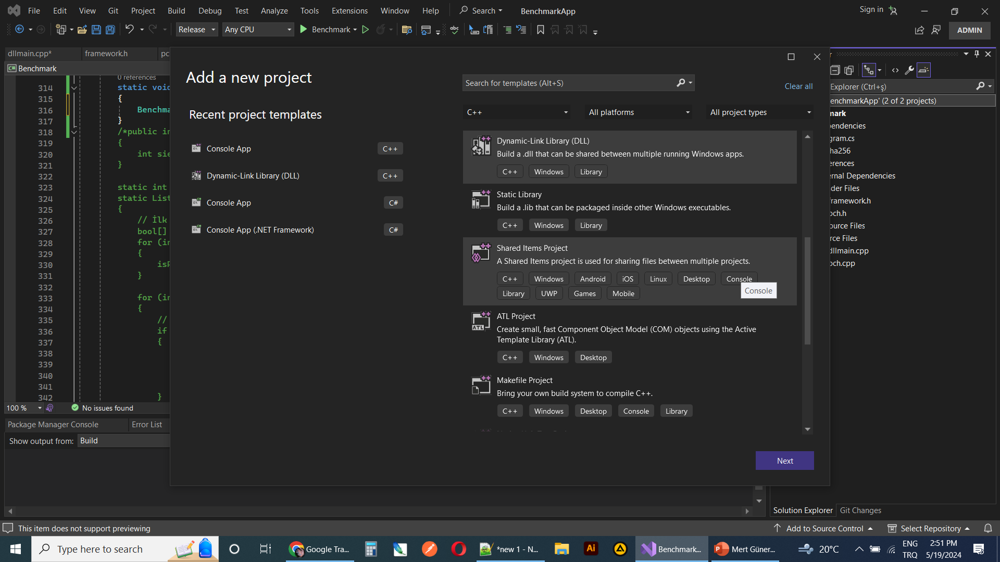 File Edit View Git Project Build Debug Test Analyze Tools Extensions Window Help Search BenchmarkApp Sign in
Release Any CPU Benchmark ADMIN
dllmain.cpp* framework.h pc
Benchmark
0 references
314 static void
315 {
316 Benchma
317 }
318 /*public in
319 {
320 int sie
321 }
322
323 static int
324 static List
325 {
326 // İlk
327 bool[]
328 for (in
329 {
330 isP
331 }
332
333 for (in
334 {
335 //
336 if
337 {
338
339
340
341
342 }
100 % No issues found
Package Manager Console Error List
Show output from: Build
Add a new project
Recent project templates
Console App C++
Dynamic-Link Library (DLL) C++
Console App C#
Console App (.NET Framework) C#
Search for templates (Alt+S)
Clear all
C++ All platforms All project types
Dynamic-Link Library (DLL)
Build a .dll that can be shared between multiple running Windows apps.
C++ Windows Library
Static Library
Build a .lib that can be packaged inside other Windows executables.
C++ Windows Library
Shared Items Project
A Shared Items project is used for sharing files between multiple projects.
C++ Windows Android iOS Linux Desktop Console
Library UWP Games Mobile
Console
ATL Project
Create small, fast Component Object Model (COM) objects using the Active
Template Library (ATL).
C++ Windows Desktop
Makefile Project
Bring your own build system to compile C++.
C++ Windows Desktop Console Library
Next
r
Explorer (Ctrl+ş)
enchmarkApp' (2 of 2 projects)
mark
pendencies
gram.cs
ha256
erences
rnal Dependencies
der Files
framework.h
pch.h
ource Files
rce Files
dllmain.cpp
pch.cpp
Solution Explorer Git Changes
This item does not support previewing
Add to Source Control Select Repository
Type here to search
Google Tra...
*new 1 - N...
Ai
Benchmark...
Mert Güner...
20°C
ENG
TRQ
2:51 PM
5/19/2024